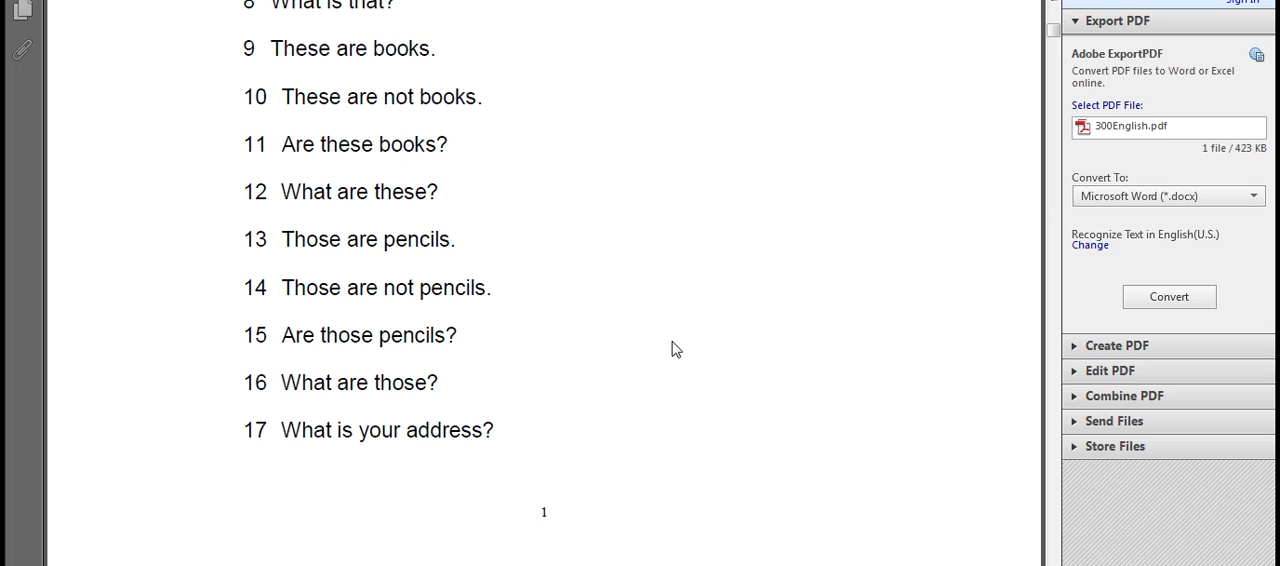 8 What is that?
9 These are books.
10 These are not books.
11 Are these books?
12 What are these?
13 Those are pencils.
14 Those are not pencils.
15 Are those pencils?
16 What are those?
17 What is your address?
1
Sign In
Export PDF
Adobe ExportPDF
Convert PDF files to Word or Excel
online.
Select PDF File:
300English.pdf
1 file / 423 KB
Convert To:
Microsoft Word (*.docx)
Recognize Text in English(U.S.)
Change
Convert
Create PDF
Edit PDF
Combine PDF
Send Files
Store Files